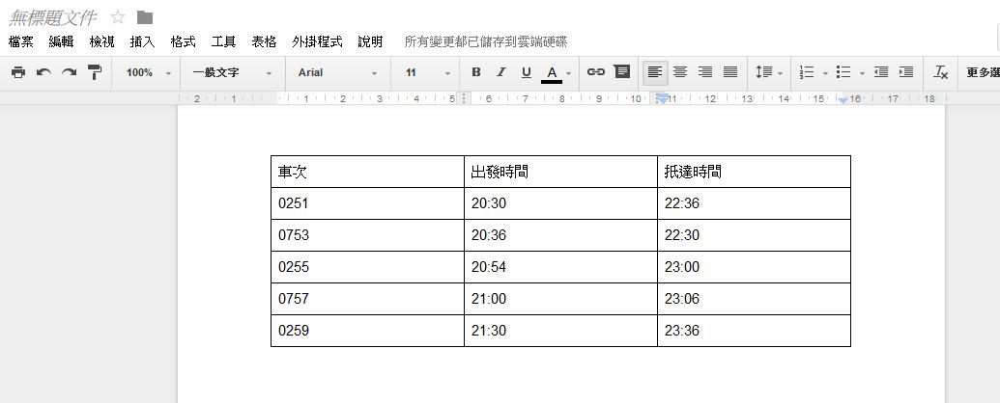 無標題文件
檔案 編輯 檢視 插入 格式 工具 表格 外掛程式 說明 所有變更都已儲存到雲端硬碟
100% 一般文字 Arial 11 B I U A 更多選
2 1 1 2 3 4 5 6 7 8 9 10 11 12 13 14 15 16 17 18
車次 出發時間 抵達時間
0251 20:30 22:36
0753 20:36 22:30
0255 20:54 23:00
0757 21:00 23:06
0259 21:30 23:36